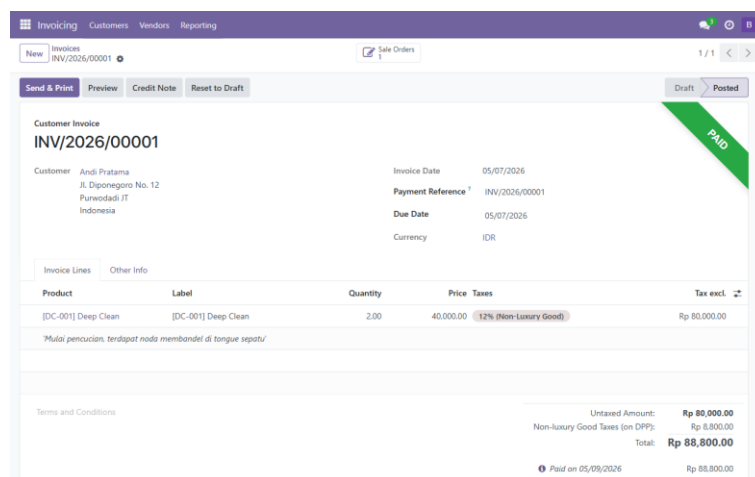 Invoicing Customers Vendors Reporting 3 B
New Invoices Sale Orders 1/1
INV/2026/00001 1
Send & Print Preview Credit Note Reset to Draft Draft Posted
PAID
Customer Invoice
INV/2026/00001
Customer Andi Pratama Invoice Date 05/07/2026
Jl. Diponegoro No. 12 Payment Reference ? INV/2026/00001
Purwodadi JT
Indonesia Due Date 05/07/2026
Currency IDR
Invoice Lines Other Info
Product Label Quantity Price Taxes Tax excl.
[DC-001] Deep Clean [DC-001] Deep Clean 2.00 40,000.00 12% (Non-Luxury Good) Rp 80,000.00
'Mulai pencucian, terdapat noda membandel di tongue sepatu'
Terms and Conditions Untaxed Amount: Rp 80,000.00
Non-luxury Good Taxes (on DPP): Rp 8,800.00
Total: Rp 88,800.00
Paid on 05/09/2026 Rp 88,800.00